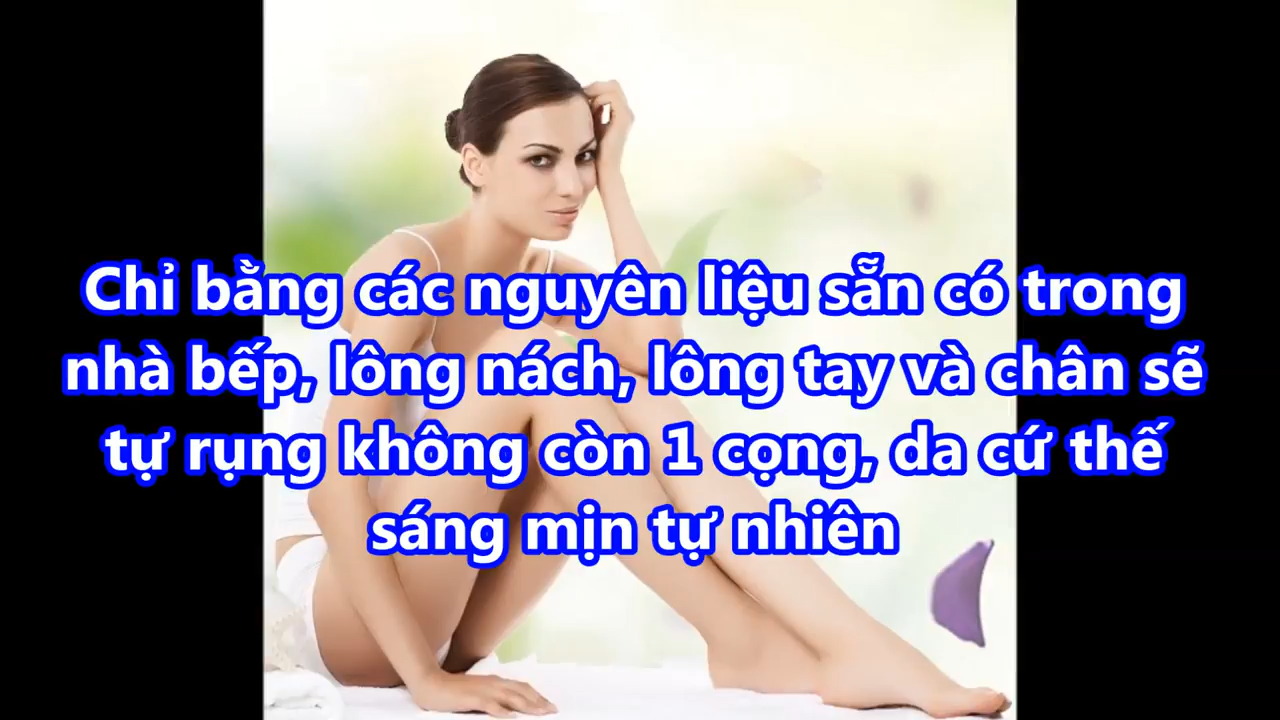 Chỉ bằng các nguyên liệu sẵn có trong
nhà bếp, lông nách, lông tay và chân sẽ
tự rụng không còn 1 cọng, da cứ thế
sáng mịn tự nhiên